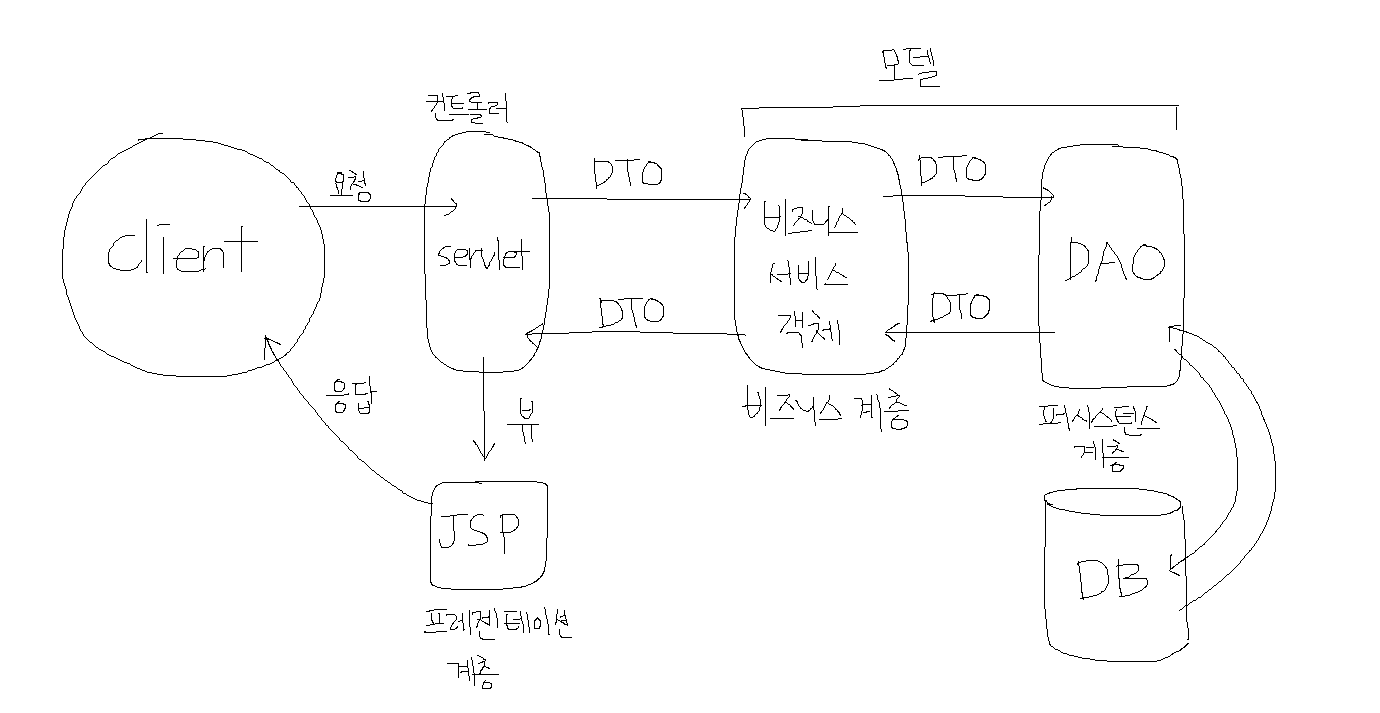 모델
컨트롤러
요청
DTO
DTO
client
servlet
비즈니스
서비스
객체
DAO
DTO
DTO
응답
뷰
비즈니스 계층
퍼시스턴스
계층
JSP
DB
프레젠테이션
계층